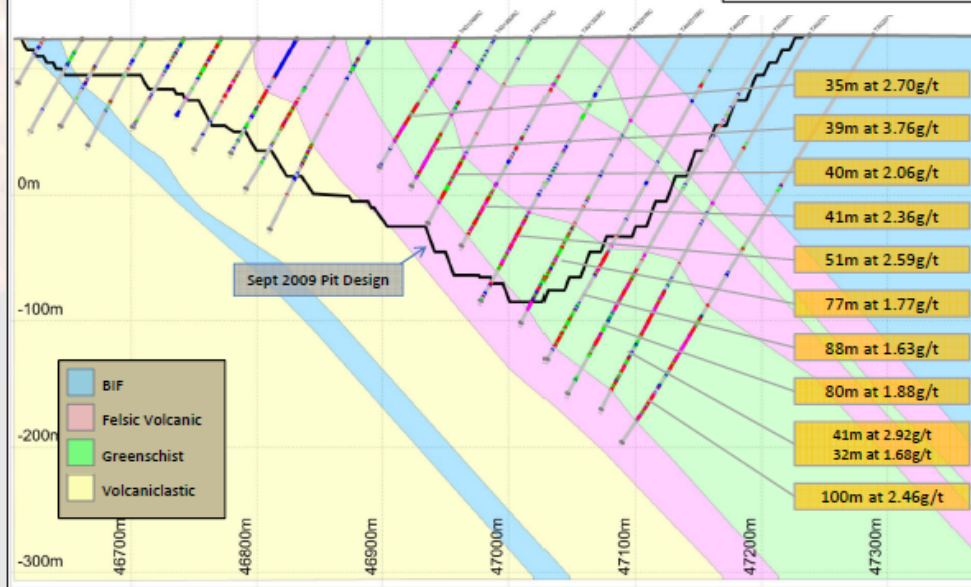 35m at 2.70g/t
39m at 3.76g/t
40m at 2.06g/t
41m at 2.36g/t
51m at 2.59g/t
77m at 1.77g/t
88m at 1.63g/t
80m at 1.88g/t
41m at 2.92g/t
32m at 1.68g/t
100m at 2.46g/t
0m
-100m
-200m
-300m
Sept 2009 Pit Design
BIF
Felsic Volcanic
Greenschist
Volcaniclastic
46700m
46800m
46900m
47000m
47100m
47200m
47300m